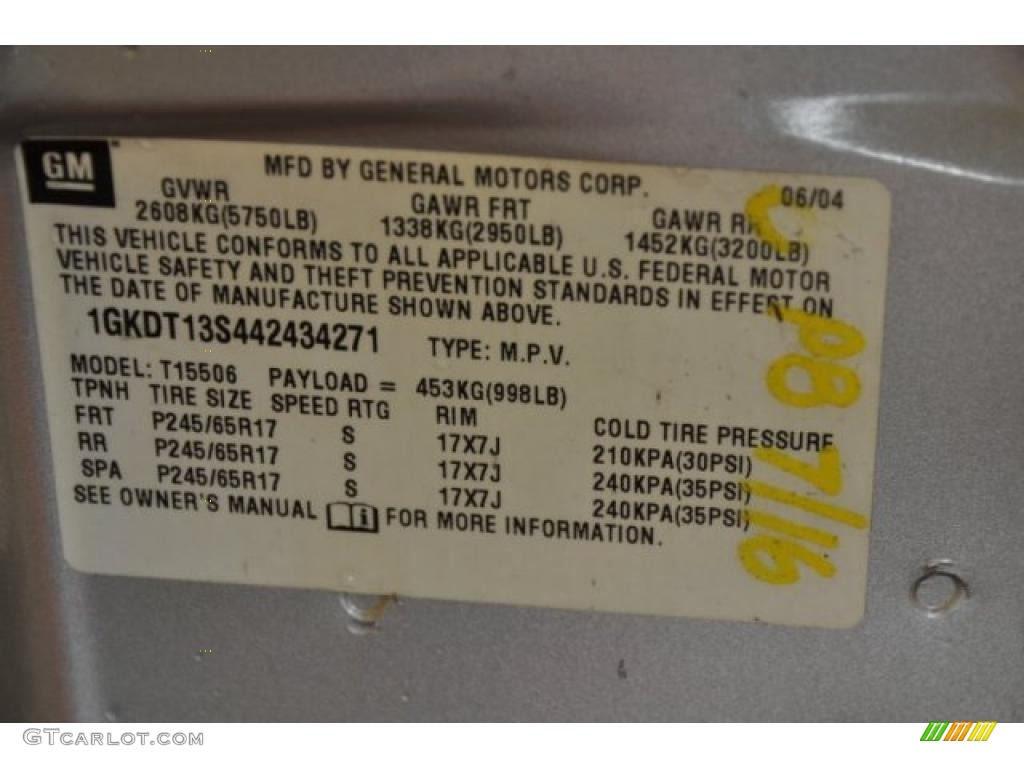 GM
MFD BY GENERAL MOTORS CORP.
06/04
GVWR GAWR FRT GAWR RR
2608KG(5750LB) 1338KG(2950LB) 1452KG(3200LB)
THIS VEHICLE CONFORMS TO ALL APPLICABLE U.S. FEDERAL MOTOR
VEHICLE SAFETY AND THEFT PREVENTION STANDARDS IN EFFECT ON
THE DATE OF MANUFACTURE SHOWN ABOVE.
1GKDT13S442434271 TYPE: M.P.V.
MODEL: T15506 PAYLOAD = 453KG(998LB)
TPNH TIRE SIZE SPEED RTG RIM COLD TIRE PRESSURE
FRT P245/65R17 S 17X7J 210KPA(30PSI)
RR P245/65R17 S 17X7J 240KPA(35PSI)
SPA P245/65R17 S 17X7J 240KPA(35PSI)
SEE OWNER'S MANUAL i FOR MORE INFORMATION.
P8 7/16
GTCarlot.com